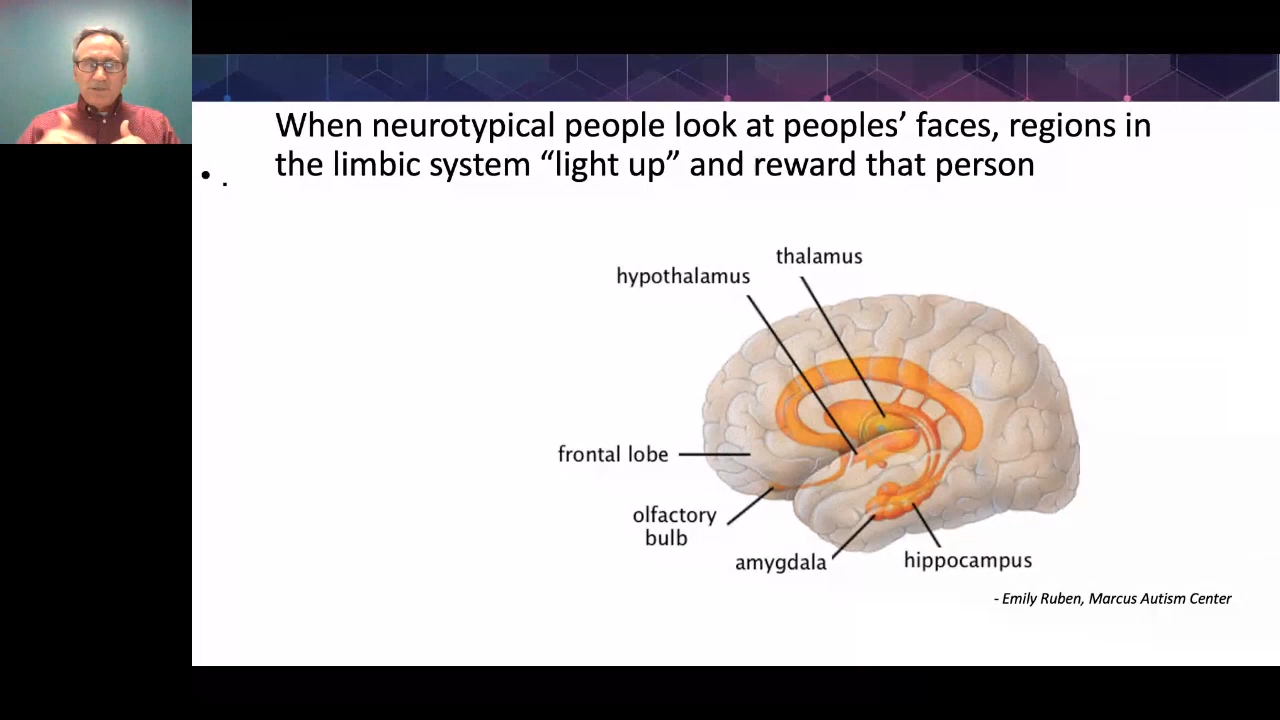 When neurotypical people look at peoples’ faces, regions in
the limbic system “light up” and reward that person
• .
thalamus
hypothalamus
frontal lobe
olfactory
bulb
amygdala
hippocampus
- Emily Ruben, Marcus Autism Center